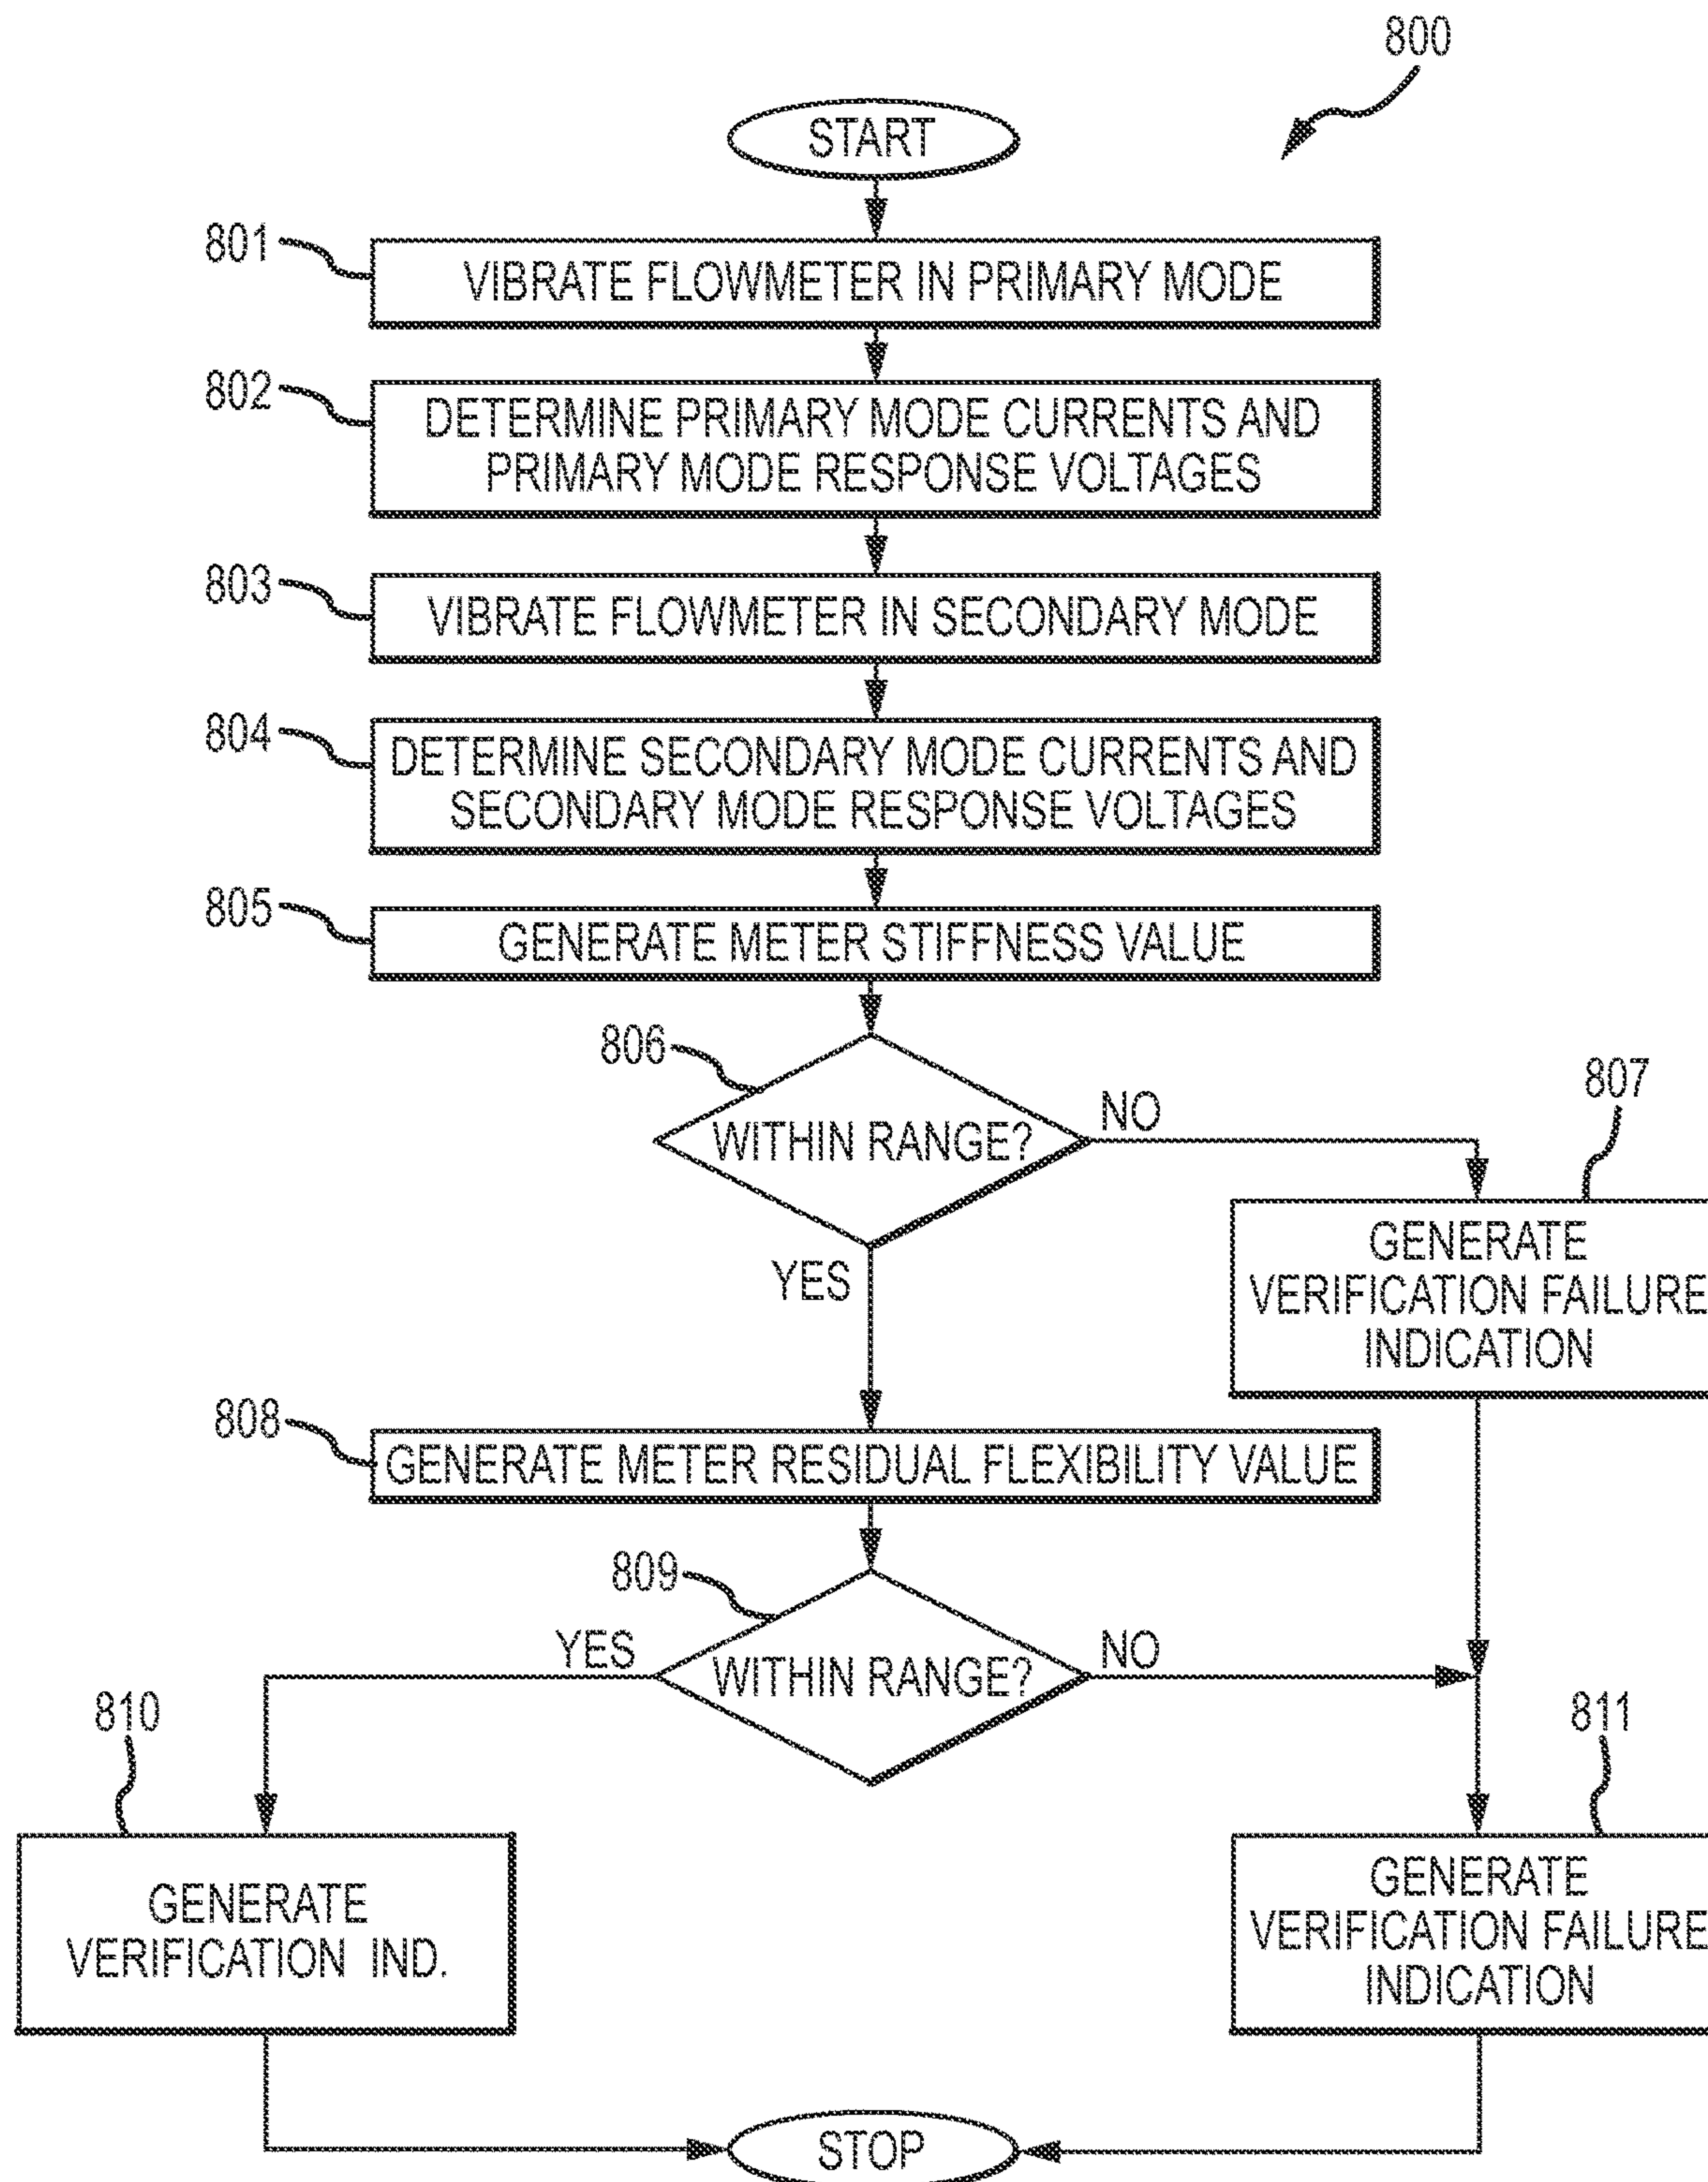 800
START
801
VIBRATE FLOWMETER IN PRIMARY MODE
802
DETERMINE PRIMARY MODE CURRENTS AND
PRIMARY MODE RESPONSE VOLTAGES
803
VIBRATE FLOWMETER IN SECONDARY MODE
804
DETERMINE SECONDARY MODE CURRENTS AND
SECONDARY MODE RESPONSE VOLTAGES
805
GENERATE METER STIFFNESS VALUE
806
WITHIN RANGE?
NO
807
YES
GENERATE
VERIFICATION FAILURE
INDICATION
808
GENERATE METER RESIDUAL FLEXIBILITY VALUE
809
YES
WITHIN RANGE?
NO
810
811
GENERATE
VERIFICATION IND.
GENERATE
VERIFICATION FAILURE
INDICATION
STOP